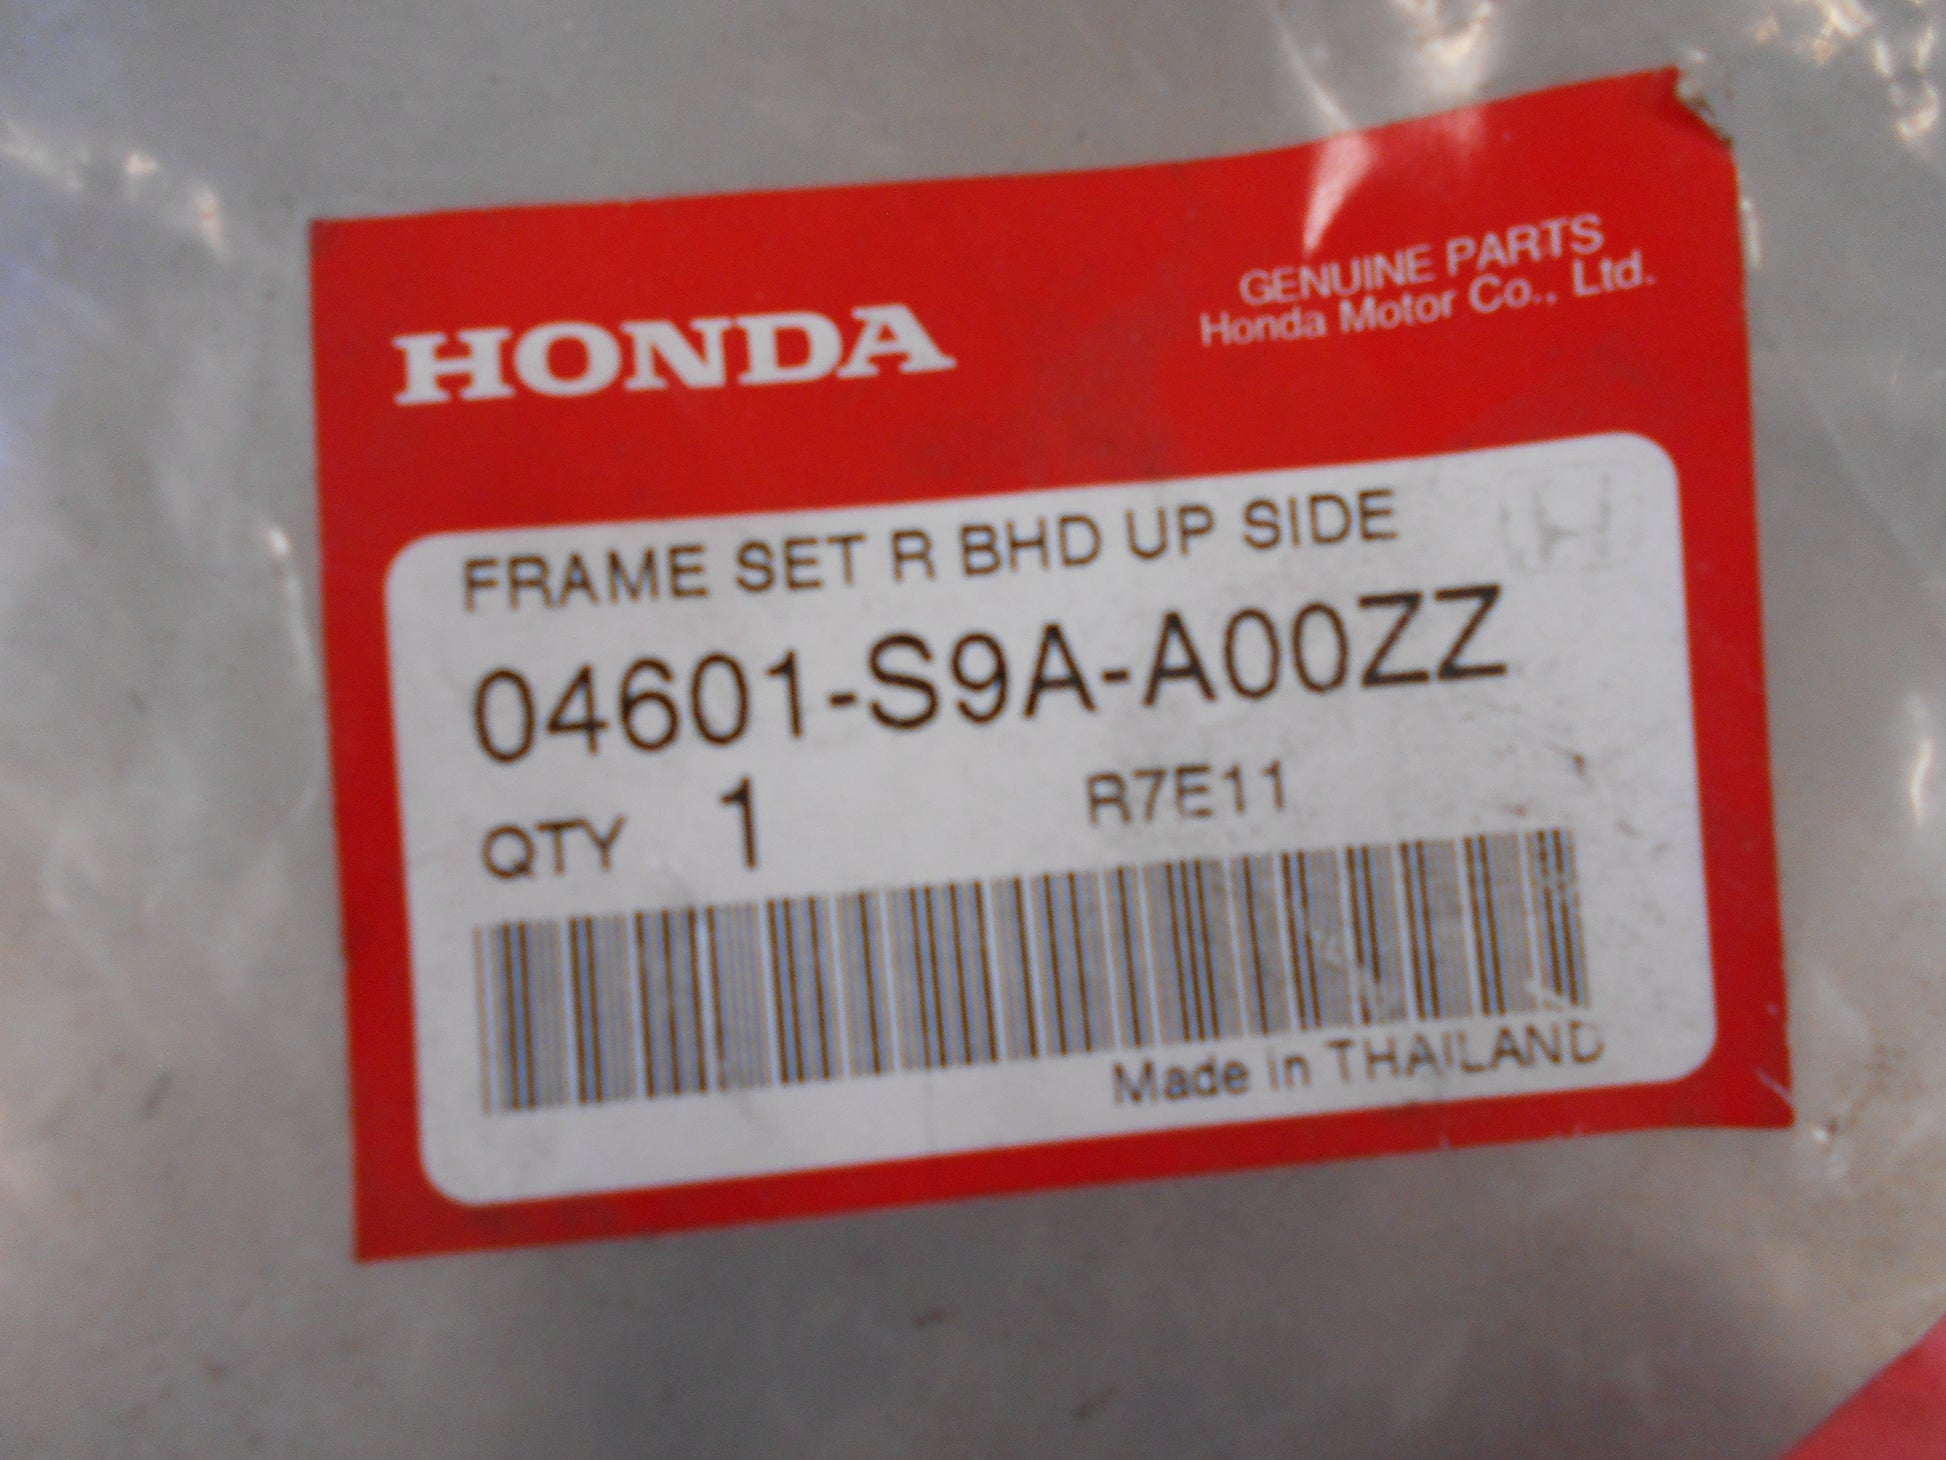 HONDA
GENUINE PARTS
Honda Motor Co., Ltd.
FRAME SET R BHD UP SIDE
04601-S9A-A00ZZ
QTY 1 R7E11
Made in THAILAND